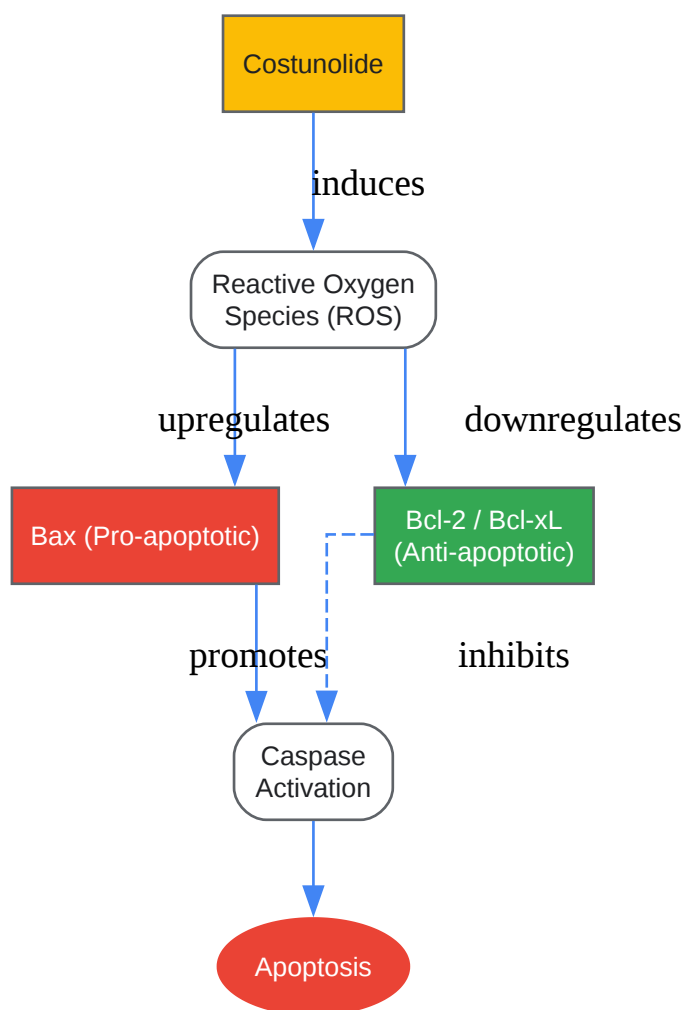 Costunolide
induces
Reactive Oxygen
Species (ROS)
upregulates
downregulates
Bax (Pro-apoptotic)
Bcl-2 / Bcl-xL
(Anti-apoptotic)
promotes
inhibits
Caspase
Activation
Apoptosis